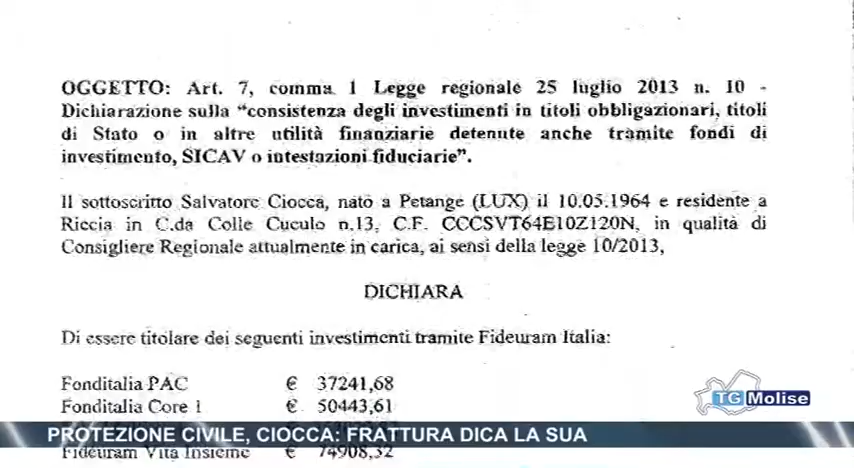 OGGETTO: Art. 7, comma 1 Legge regionale 25 luglio 2013 n. 10 -
Dichiarazione sulla “consistenza degli investimenti in titoli obbligazionari, titoli
di Stato o in altre utilità finanziarie detenute anche tramite fondi di
investimento, SICAV o intestazioni fiduciarie”.
Il sottoscritto Salvatore Ciocca, nato a Petange (LUX) il 10.05.1964 e residente a
Riccia in C.da Colle Cuculo n.13, C.F. CCCSVT64E10Z120N, in qualità di
Consigliere Regionale attualmente in carica, ai sensi della legge 10/2013,
DICHIARA
Di essere titolare dei seguenti investimenti tramite Fideuram Italia:
Fonditalia PAC € 37241,68
Fonditalia Core 1 € 50443,61
TG Molise
PROTEZIONE CIVILE, CIOCCA: FRATTURA DICA LA SUA
Fideuram Vita Insieme € 74908,32